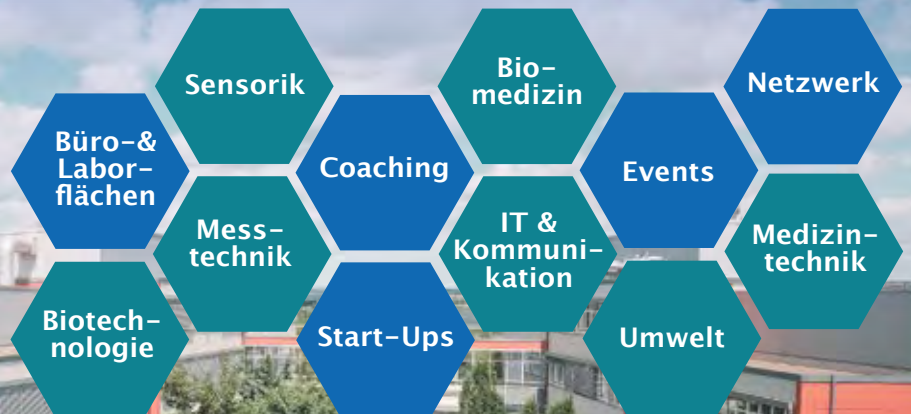 Sensorik
Bio-
medizin
Netzwerk
Büro-&
Labor-
flächen
Coaching
Events
Mess-
technik
IT &
Kommuni-
kation
Medizin-
technik
Biotech-
nologie
Start-Ups
Umwelt